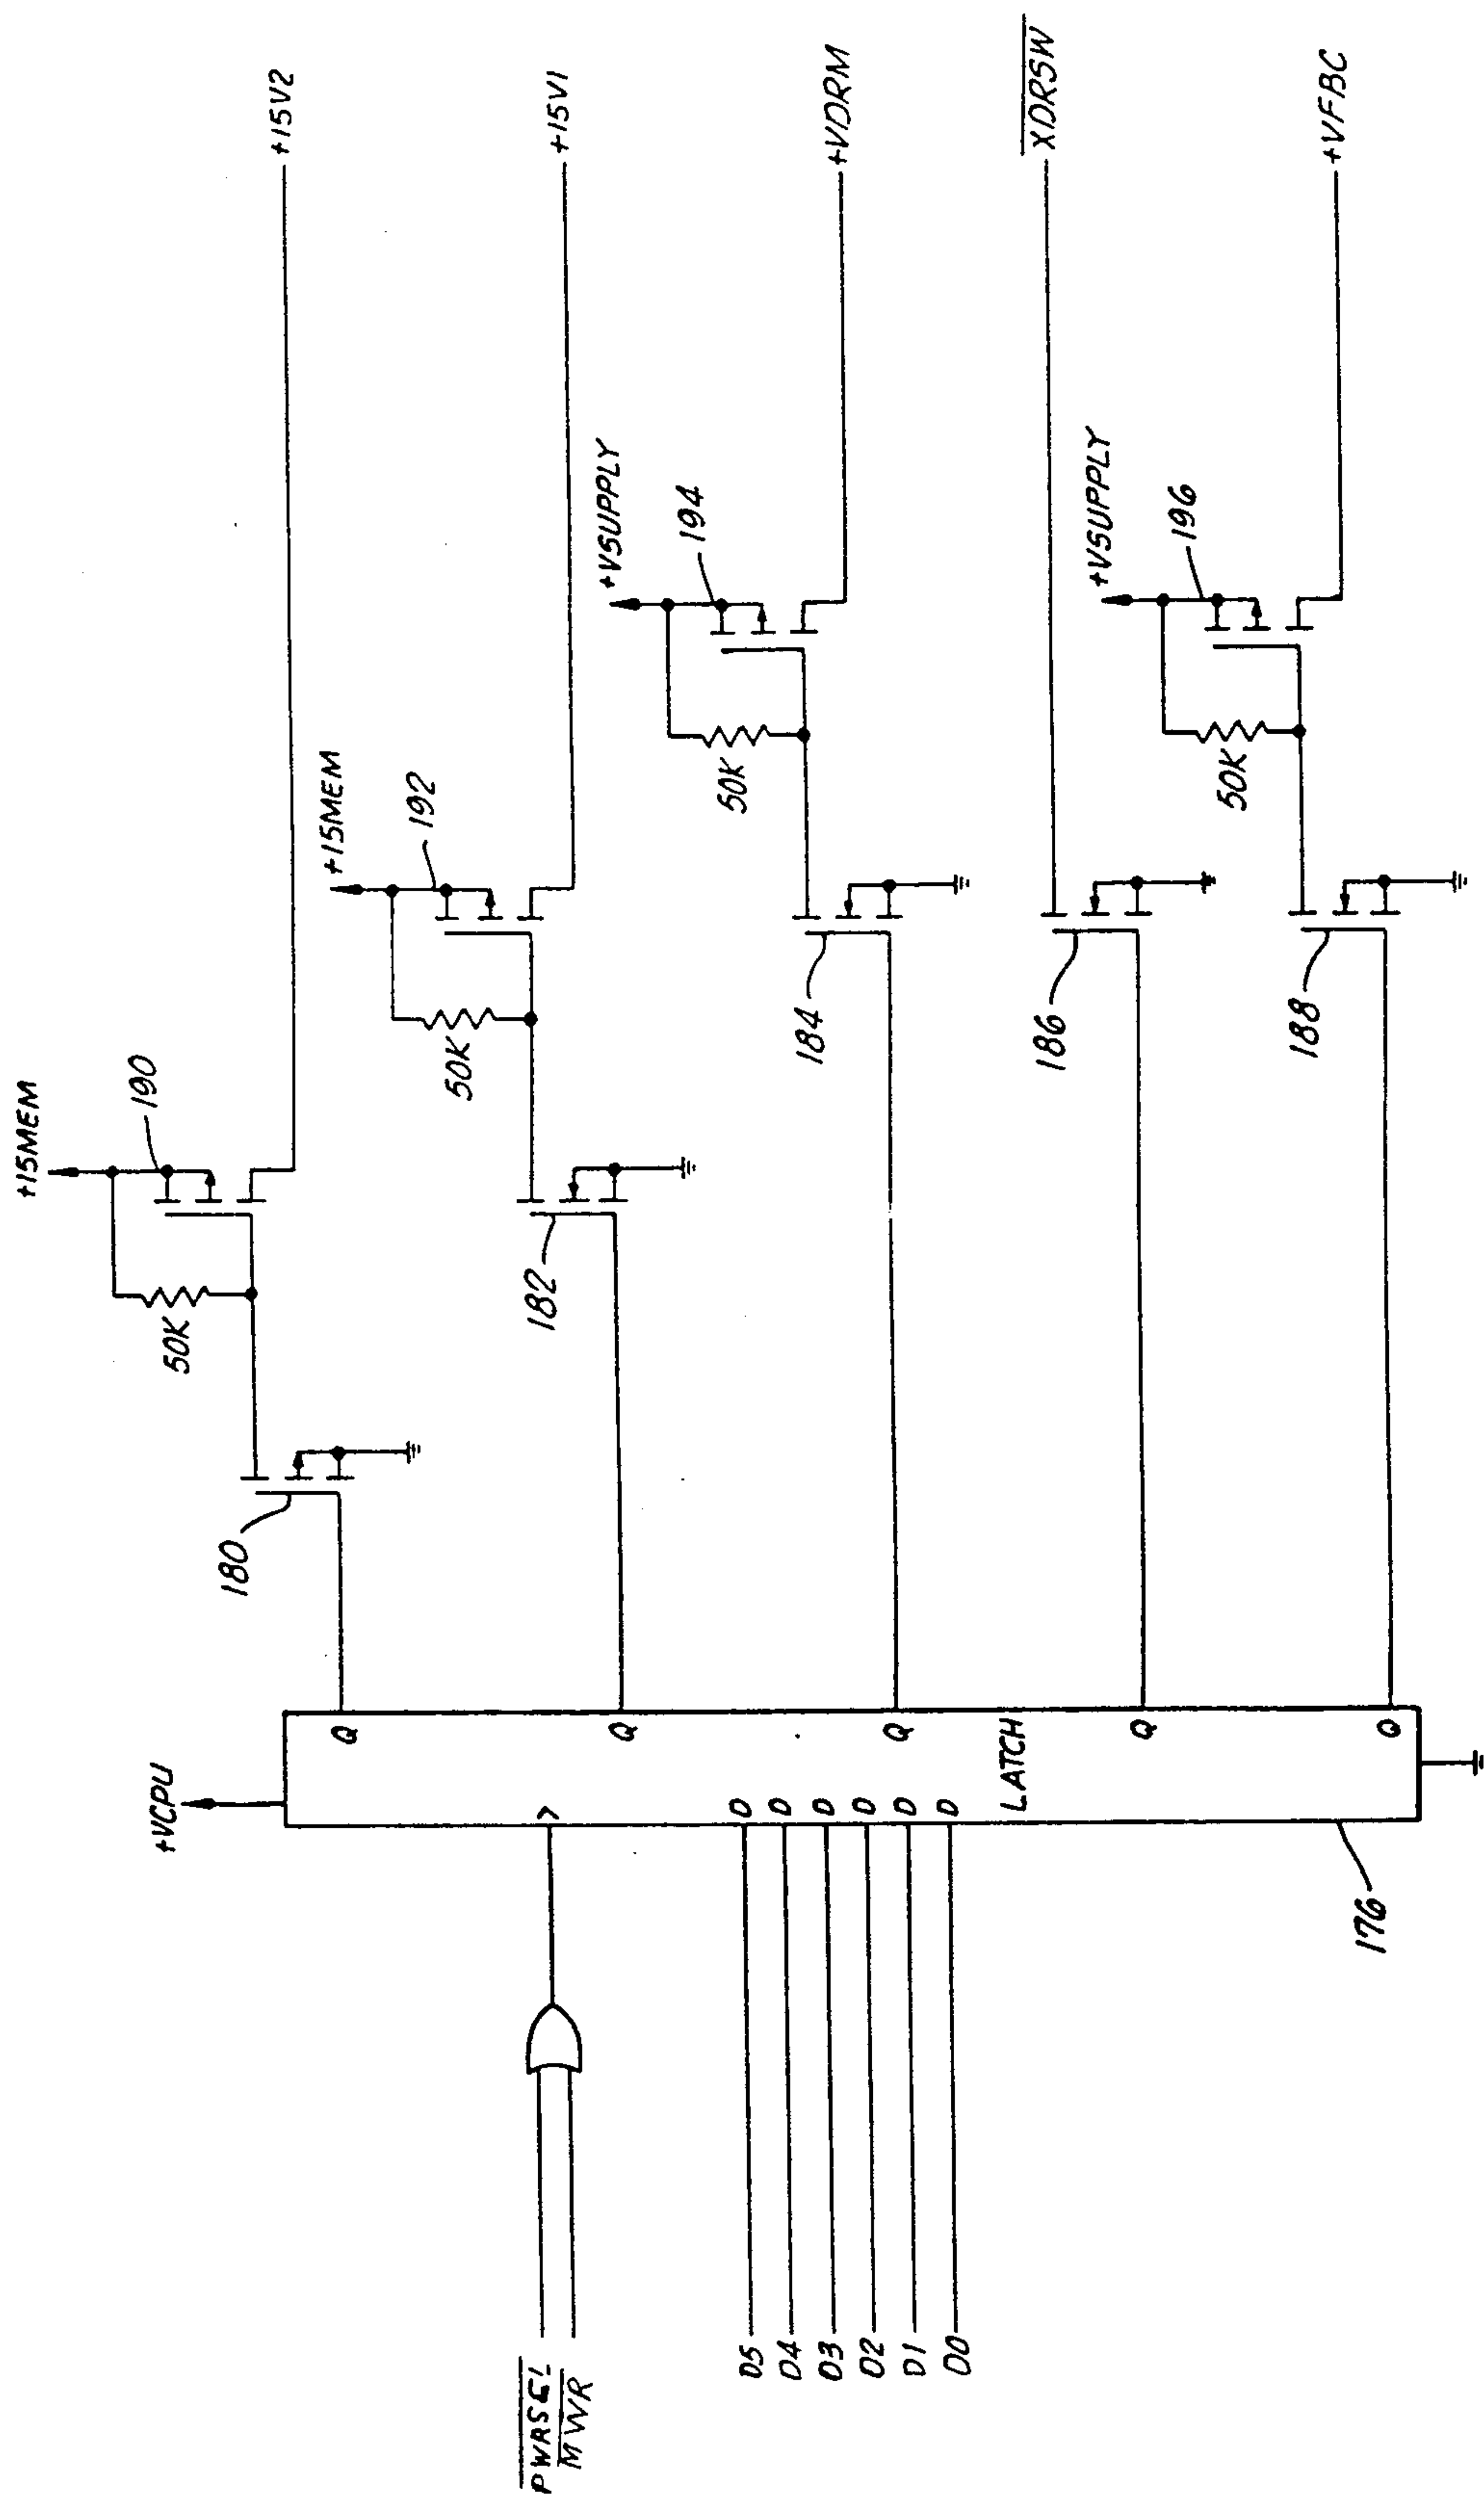 +15MEM
190
50K
180
+15V2
+15MEM
192
50K
182
+15V1
+VSUPPLY
194
50K
184
+VDRM
186
XDRSW
+VSUPPLY
196
50K
188
+VFBC
+VCPU
Q
Q
Q
Q
Q
LATCH
D
D
D
D
D
D
176
MWR
D5
D4
D3
D2
D1
D0